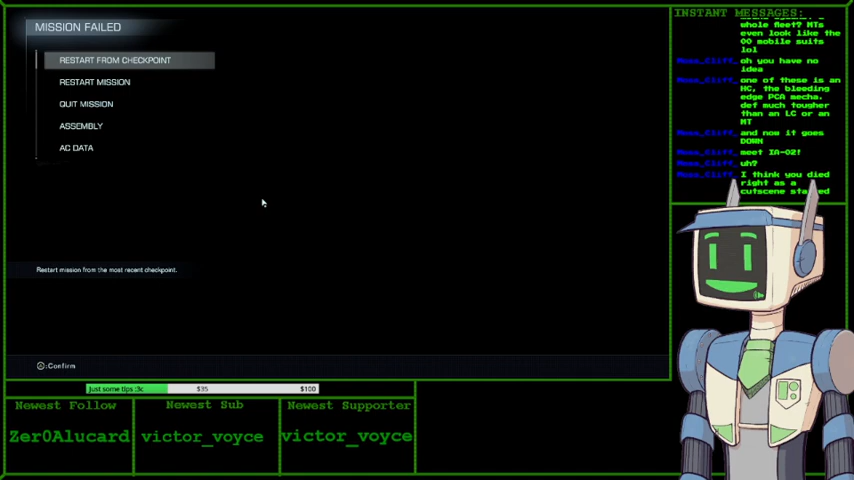 MISSION FAILED
RESTART FROM CHECKPOINT
RESTART MISSION
QUIT MISSION
ASSEMBLY
AC DATA
Restart mission from the most recent checkpoint.
:Confirm
INSTANT MESSAGES:
whole fleet? MTs
even look like the
00 mobile suits
lol
oh you have no
idea
one of these is an
HC, the bleeding
edge PCA mecha.
def much tougher
than an LC or an
MT
and now it goes
DOWN
meet IA-02!
uh?
I think you died
right as a
cutscene started
Just some tips :3c
$35
$100
Newest Follow
Zer0Alucard
Newest Sub
victor_voyce
Newest Supporter
victor_voyce